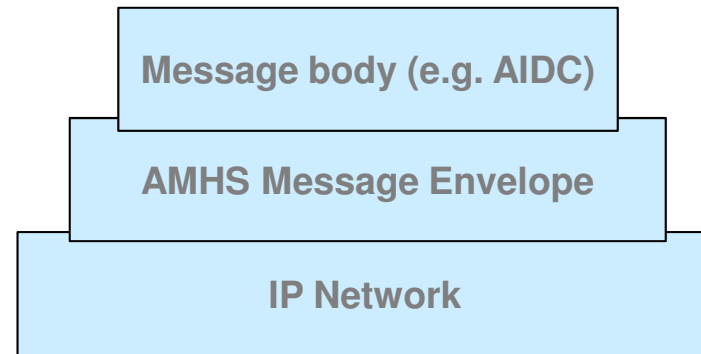 Message body (e.g. AIDC)
AMHS Message Envelope
IP Network